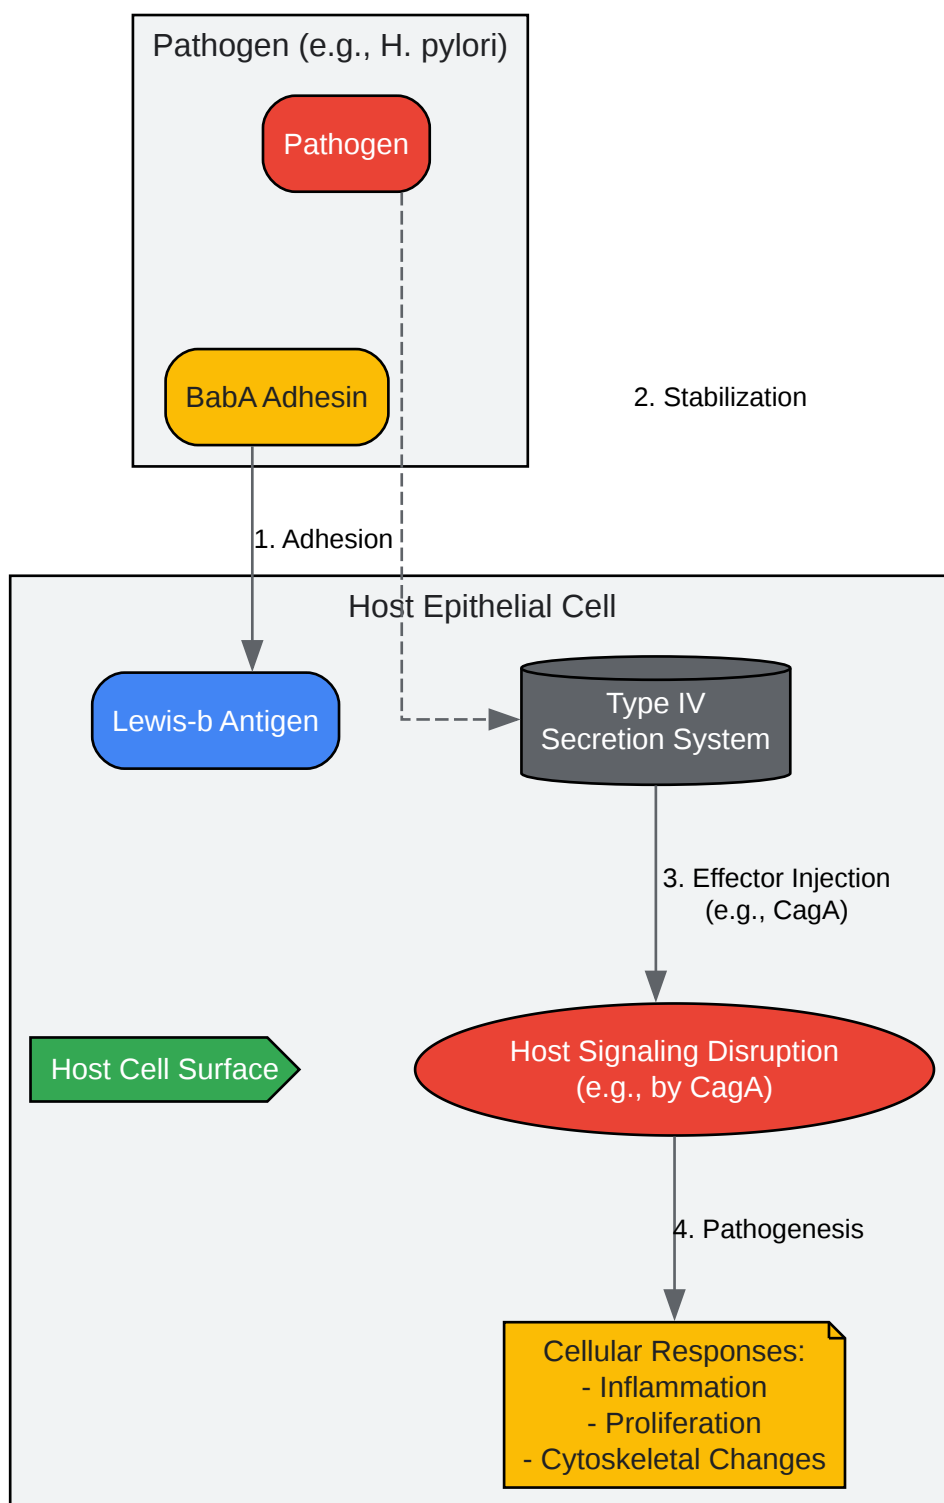 Pathogen (e.g., H. pylori)
Pathogen
BabA Adhesin
2. Stabilization
1. Adhesion
Host Epithelial Cell
Lewis-b Antigen
Type IV
Secretion System
3. Effector Injection
(e.g., CagA)
Host Cell Surface
Host Signaling Disruption
(e.g., by CagA)
4. Pathogenesis
Cellular Responses:
- Inflammation
- Proliferation
- Cytoskeletal Changes